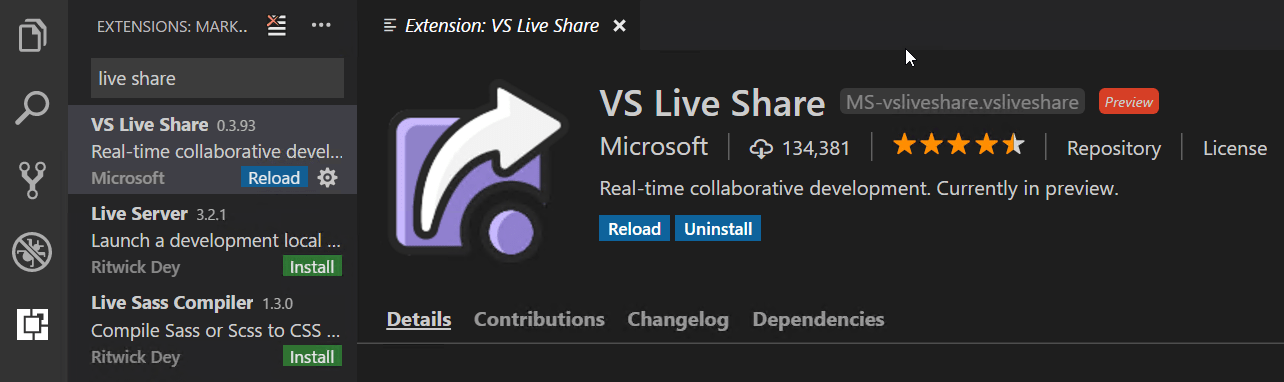 EXTENSIONS: MARK..
live share
VS Live Share 0.3.93
Real-time collaborative devel...
Microsoft Reload
Live Server 3.2.1
Launch a development local ...
Ritwick Dey Install
Live Sass Compiler 1.3.0
Compile Sass or Scss to CSS ...
Ritwick Dey Install
Extension: VS Live Share
VS Live Share MS-vsliveshare.vsliveshare Preview
Microsoft 134,381 Repository License
Real-time collaborative development. Currently in preview.
Reload Uninstall
Details Contributions Changelog Dependencies